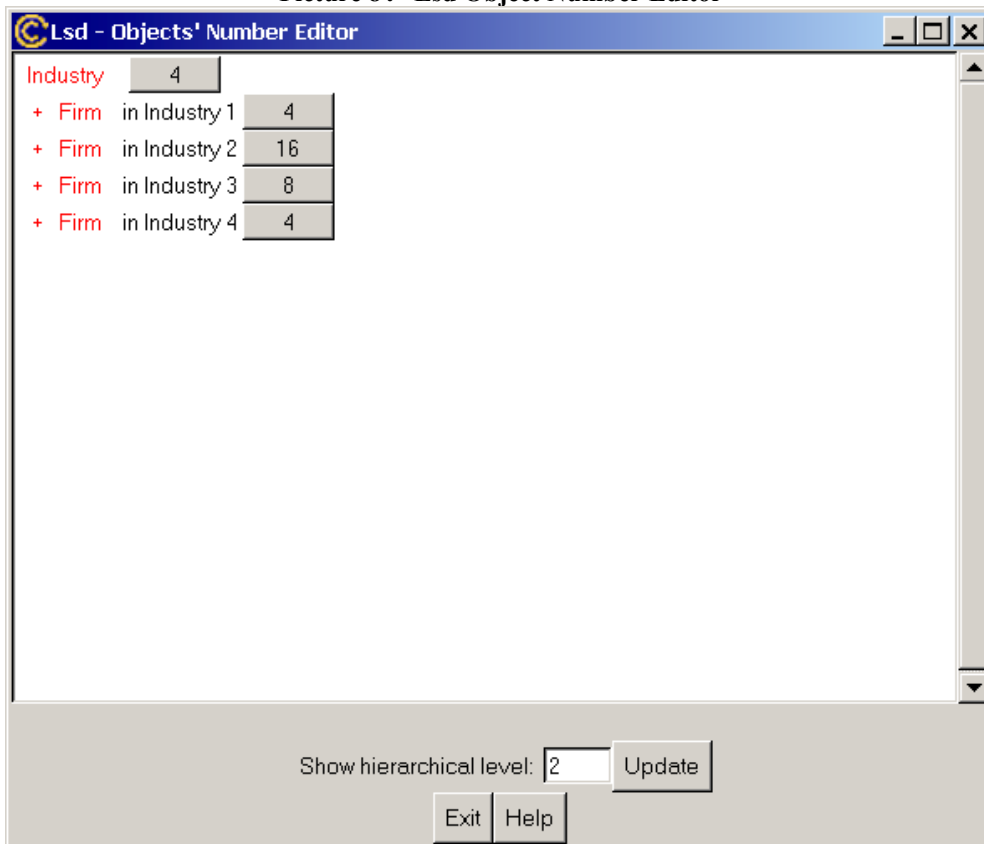 Lsd - Objects' Number Editor
Industry 4
+ Firm in Industry 1 4
+ Firm in Industry 2 16
+ Firm in Industry 3 8
+ Firm in Industry 4 4
Show hierarchical level: 2 Update
Exit Help